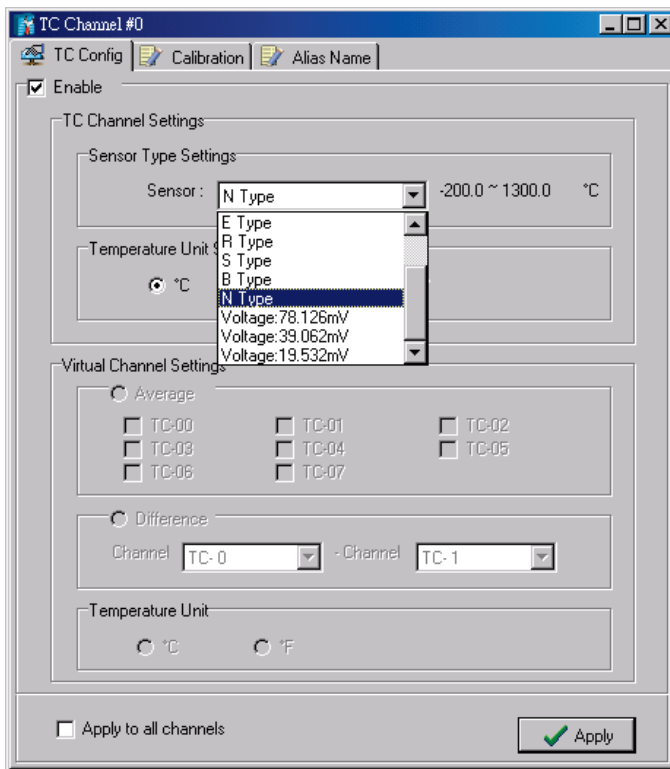 TC Channel #0
TC Config Calibration Alias Name
Enable
TC Channel Settings
Sensor Type Settings
Sensor : N Type -200.0 ~ 1300.0 °C
E Type
R Type
S Type
B Type
N Type
Voltage:78.126mV
Voltage:39.062mV
Voltage:19.532mV
Temperature Unit S
°C
Virtual Channel Settings
Average
TC-00 TC-01 TC-02
TC-03 TC-04 TC-05
TC-06 TC-07
Difference
Channel TC- 0 - Channel TC- 1
Temperature Unit
°C °F
Apply to all channels
Apply